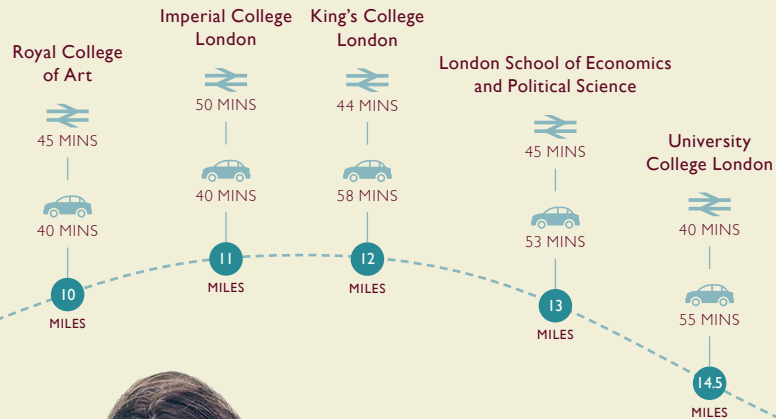 Royal College
of Art
45 MINS
40 MINS
10
MILES
Imperial College
London
50 MINS
40 MINS
11
MILES
King's College
London
44 MINS
58 MINS
12
MILES
London School of Economics
and Political Science
45 MINS
53 MINS
13
MILES
University
College London
40 MINS
55 MINS
14.5
MILES